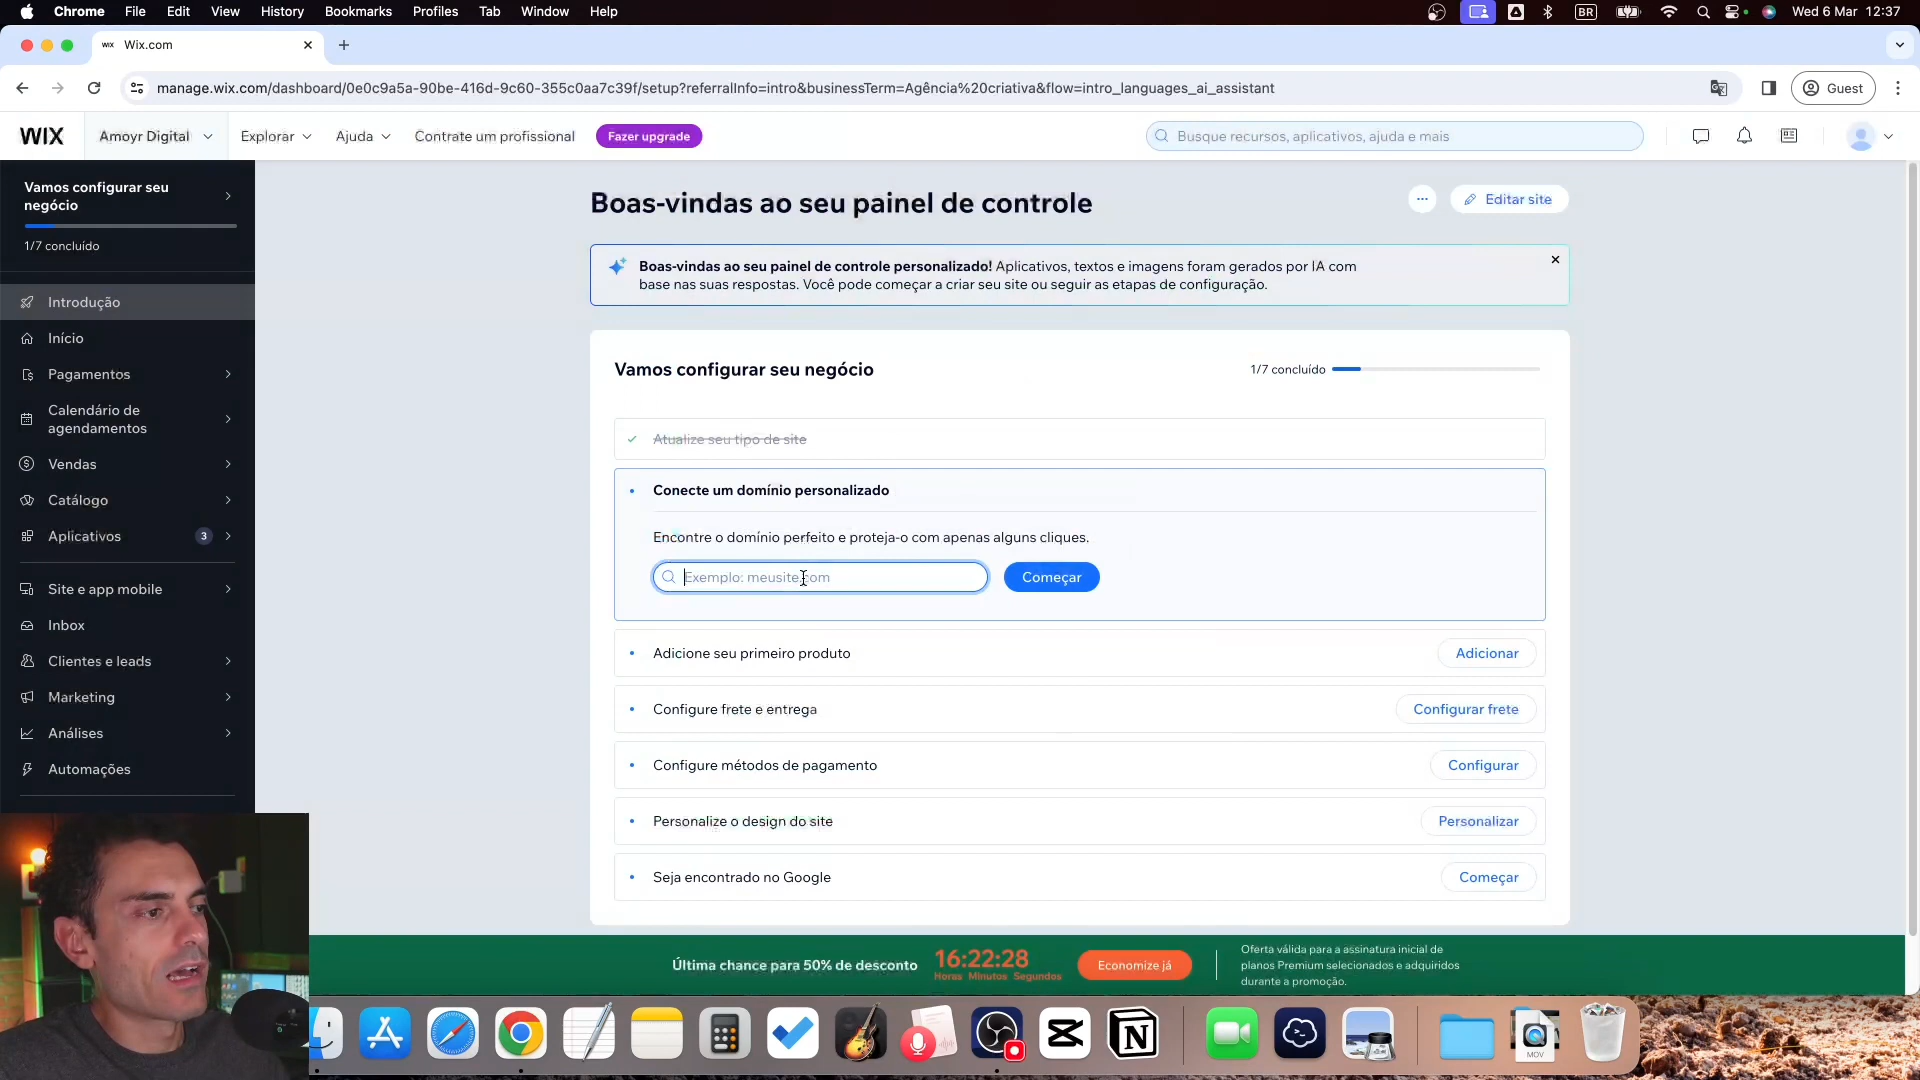 Chrome File Edit View History Bookmarks Profiles Tab Window Help
BR
Wed 6 Mar 12:37
WIX Wix.com
manage.wix.com/dashboard/0e0c9a5a-90be-416d-9c60-355c0aa7c39f/setup?referralInfo=intro&businessTerm=Agência%20criativa&flow=intro_languages_ai_assistant
Guest
WIX
Amoyr Digital
Explorar
Ajuda
Contrate um profissional
Fazer upgrade
Busque recursos, aplicativos, ajuda e mais
Vamos configurar seu
negócio
1/7 concluído
Introdução
Início
Pagamentos
Calendário de
agendamentos
Vendas
Catálogo
Aplicativos 3
Site e app mobile
Inbox
Clientes e leads
Marketing
Análises
Automações
Boas-vindas ao seu painel de controle
Editar site
Boas-vindas ao seu painel de controle personalizado! Aplicativos, textos e imagens foram gerados por IA com
base nas suas respostas. Você pode começar a criar seu site ou seguir as etapas de configuração.
Vamos configurar seu negócio
1/7 concluído
Atualize seu tipo de site
Conecte um domínio personalizado
Encontre o domínio perfeito e proteja-o com apenas alguns cliques.
Exemplo: meusite.com
Começar
Adicione seu primeiro produto
Adicionar
Configure frete e entrega
Configurar frete
Configure métodos de pagamento
Configurar
Personalize o design do site
Personalizar
Seja encontrado no Google
Começar
Última chance para 50% de desconto
16:22:28
Horas Minutos Segundos
Economize já
Oferta válida para a assinatura inicial de
planos Premium selecionados e adquiridos
durante a promoção.
MOV